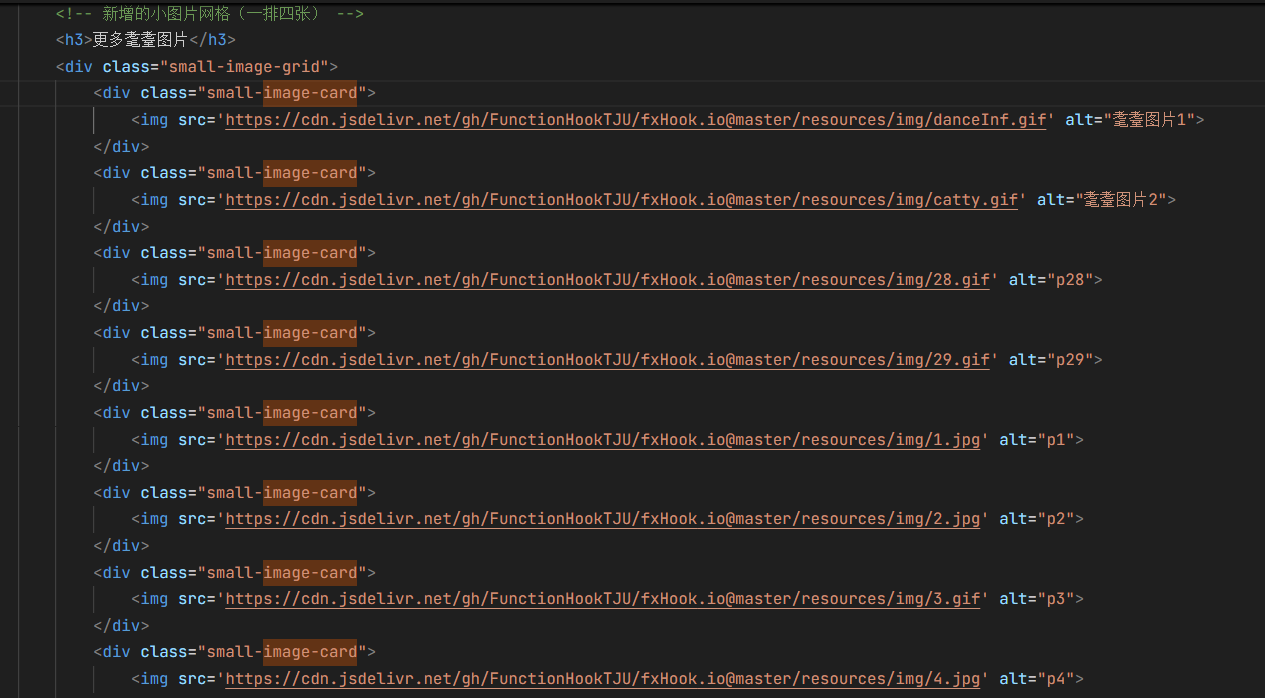 <!-- 新增的小图片网格（一排四张） -->
<h3>更多耄耋图片</h3>
<div class="small-image-grid">
<div class="small-image-card">
<img src='https://cdn.jsdelivr.net/gh/FunctionHookTJU/fxHook.io@master/resources/img/danceInf.gif' alt="耄耋图片1">
</div>
<div class="small-image-card">
<img src='https://cdn.jsdelivr.net/gh/FunctionHookTJU/fxHook.io@master/resources/img/catty.gif' alt="耄耋图片2">
</div>
<div class="small-image-card">
<img src='https://cdn.jsdelivr.net/gh/FunctionHookTJU/fxHook.io@master/resources/img/28.gif' alt="p28">
</div>
<div class="small-image-card">
<img src='https://cdn.jsdelivr.net/gh/FunctionHookTJU/fxHook.io@master/resources/img/29.gif' alt="p29">
</div>
<div class="small-image-card">
<img src='https://cdn.jsdelivr.net/gh/FunctionHookTJU/fxHook.io@master/resources/img/1.jpg' alt="p1">
</div>
<div class="small-image-card">
<img src='https://cdn.jsdelivr.net/gh/FunctionHookTJU/fxHook.io@master/resources/img/2.jpg' alt="p2">
</div>
<div class="small-image-card">
<img src='https://cdn.jsdelivr.net/gh/FunctionHookTJU/fxHook.io@master/resources/img/3.gif' alt="p3">
</div>
<div class="small-image-card">
<img src='https://cdn.jsdelivr.net/gh/FunctionHookTJU/fxHook.io@master/resources/img/4.jpg' alt="p4">